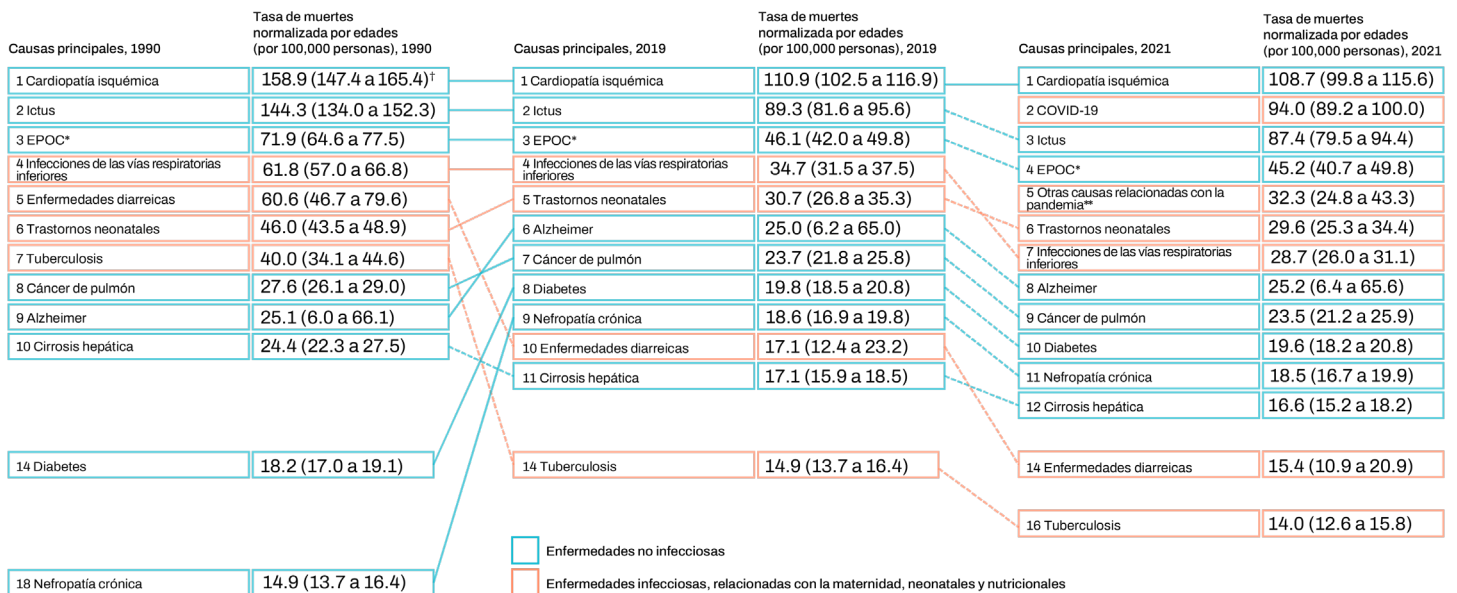 Causas principales, 1990
Tasa de muertes
normalizada por edades
(por 100,000 personas), 1990
1 Cardiopatía isquémica
158.9 (147.4 a 165.4)†
2 Ictus
144.3 (134.0 a 152.3)
3 EPOC*
71.9 (64.6 a 77.5)
4 Infecciones de las vías respiratorias
inferiores
61.8 (57.0 a 66.8)
5 Enfermedades diarreicas
60.6 (46.7 a 79.6)
6 Trastornos neonatales
46.0 (43.5 a 48.9)
7 Tuberculosis
40.0 (34.1 a 44.6)
8 Cáncer de pulmón
27.6 (26.1 a 29.0)
9 Alzheimer
25.1 (6.0 a 66.1)
10 Cirrosis hepática
24.4 (22.3 a 27.5)
14 Diabetes
18.2 (17.0 a 19.1)
18 Nefropatía crónica
14.9 (13.7 a 16.4)
Causas principales, 2019
Tasa de muertes
normalizada por edades
(por 100,000 personas), 2019
1 Cardiopatía isquémica
110.9 (102.5 a 116.9)
2 Ictus
89.3 (81.6 a 95.6)
3 EPOC*
46.1 (42.0 a 49.8)
4 Infecciones de las vías respiratorias
inferiores
34.7 (31.5 a 37.5)
5 Trastornos neonatales
30.7 (26.8 a 35.3)
6 Alzheimer
25.0 (6.2 a 65.0)
7 Cáncer de pulmón
23.7 (21.8 a 25.8)
8 Diabetes
19.8 (18.5 a 20.8)
9 Nefropatía crónica
18.6 (16.9 a 19.8)
10 Enfermedades diarreicas
17.1 (12.4 a 23.2)
11 Cirrosis hepática
17.1 (15.9 a 18.5)
14 Tuberculosis
14.9 (13.7 a 16.4)
Causas principales, 2021
Tasa de muertes
normalizada por edades
(por 100,000 personas), 2021
1 Cardiopatía isquémica
108.7 (99.8 a 115.6)
2 COVID-19
94.0 (89.2 a 100.0)
3 Ictus
87.4 (79.5 a 94.4)
4 EPOC*
45.2 (40.7 a 49.8)
5 Otras causas relacionadas con la
pandemia**
32.3 (24.8 a 43.3)
6 Trastornos neonatales
29.6 (25.3 a 34.4)
7 Infecciones de las vías respiratorias
inferiores
28.7 (26.0 a 31.1)
8 Alzheimer
25.2 (6.4 a 65.6)
9 Cáncer de pulmón
23.5 (21.2 a 25.9)
10 Diabetes
19.6 (18.2 a 20.8)
11 Nefropatía crónica
18.5 (16.7 a 19.9)
12 Cirrosis hepática
16.6 (15.2 a 18.2)
14 Enfermedades diarreicas
15.4 (10.9 a 20.9)
16 Tuberculosis
14.0 (12.6 a 15.8)
Enfermedades no infecciosas
Enfermedades infecciosas, relacionadas con la maternidad, neonatales y nutricionales